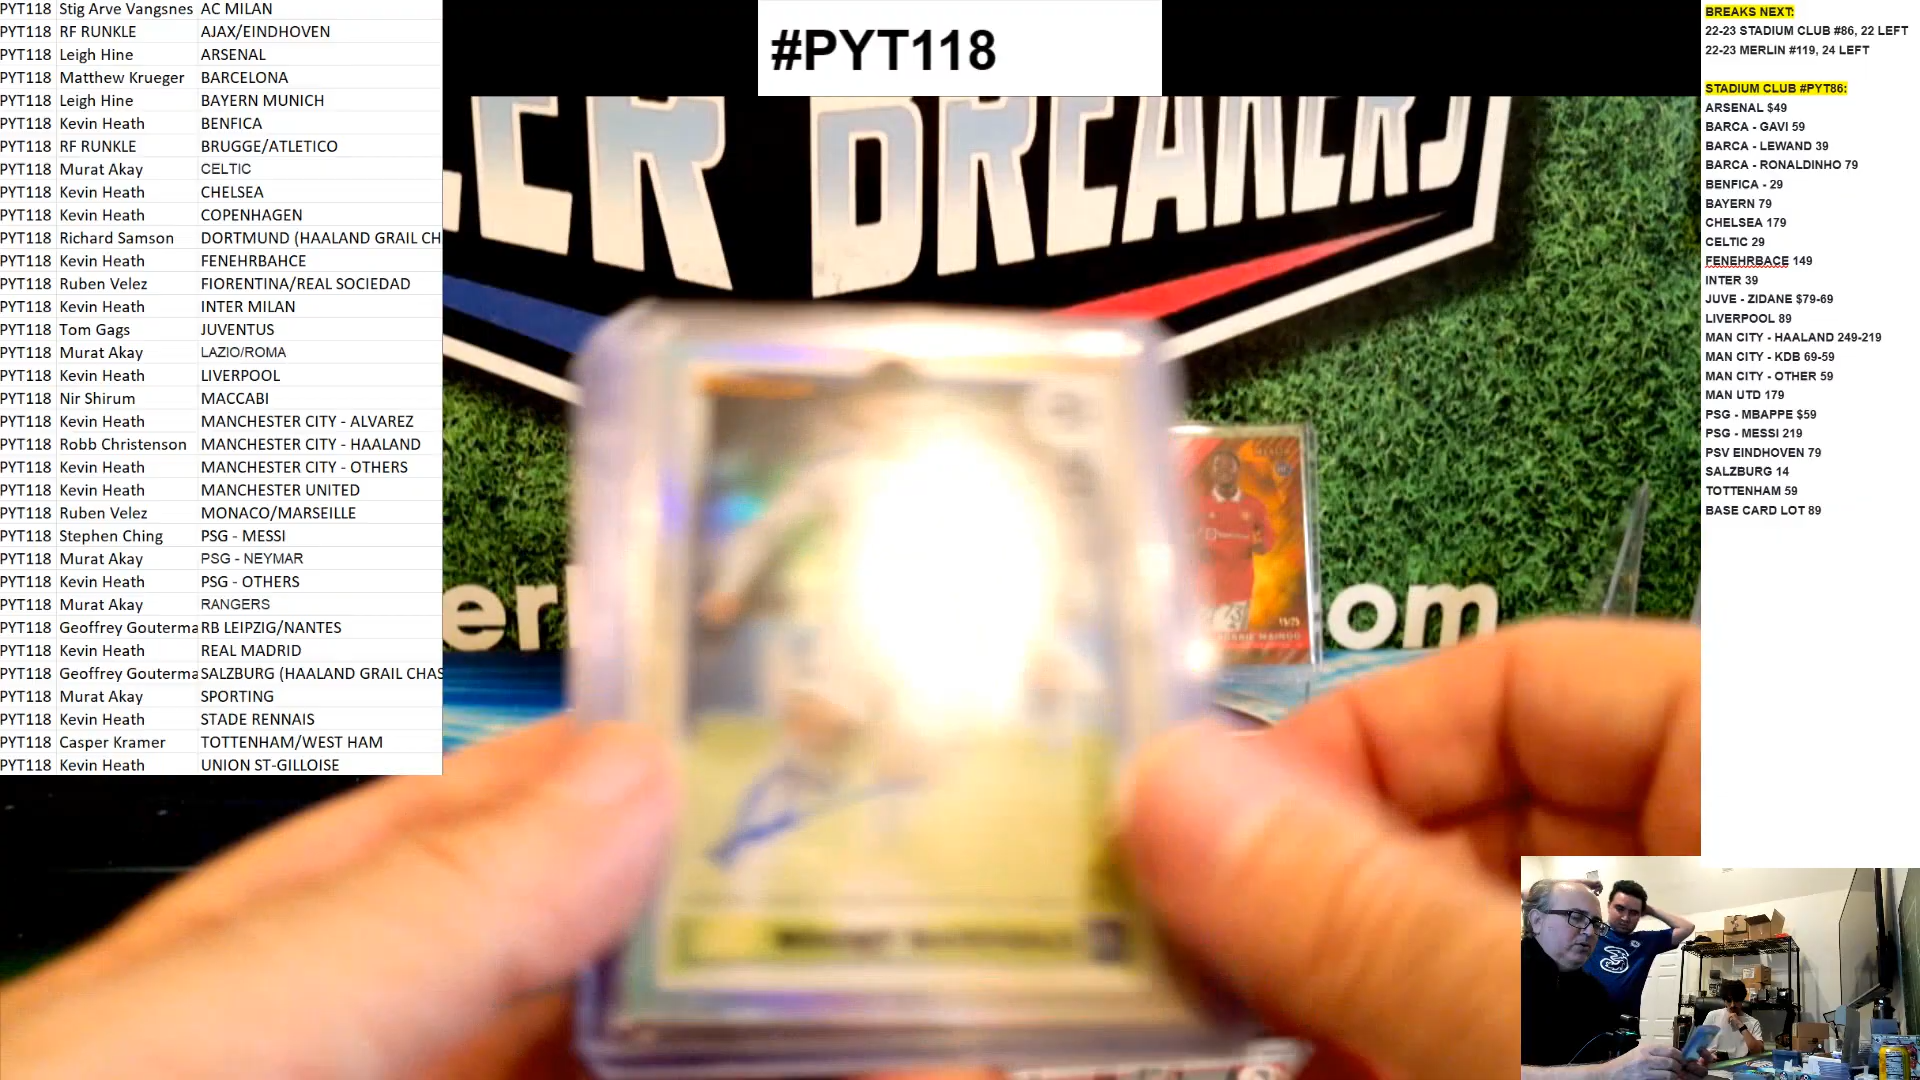 PYT118 Stig Arve Vangsnes AC MILAN
PYT118 RF RUNKLE AJAX/EINDHOVEN
PYT118 Leigh Hine ARSENAL
PYT118 Matthew Krueger BARCELONA
PYT118 Leigh Hine BAYERN MUNICH
PYT118 Kevin Heath BENFICA
PYT118 RF RUNKLE BRUGGE/ATLETICO
PYT118 Murat Akay CELTIC
PYT118 Kevin Heath CHELSEA
PYT118 Kevin Heath COPENHAGEN
PYT118 Richard Samson DORTMUND (HAALAND GRAIL CH
PYT118 Kevin Heath FENEHRBAHCE
PYT118 Ruben Velez FIORENTINA/REAL SOCIEDAD
PYT118 Kevin Heath INTER MILAN
PYT118 Tom Gags JUVENTUS
PYT118 Murat Akay LAZIO/ROMA
PYT118 Kevin Heath LIVERPOOL
PYT118 Nir Shirum MACCABI
PYT118 Kevin Heath MANCHESTER CITY - ALVAREZ
PYT118 Robb Christenson MANCHESTER CITY - HAALAND
PYT118 Kevin Heath MANCHESTER CITY - OTHERS
PYT118 Kevin Heath MANCHESTER UNITED
PYT118 Ruben Velez MONACO/MARSEILLE
PYT118 Stephen Ching PSG - MESSI
PYT118 Murat Akay PSG - NEYMAR
PYT118 Kevin Heath PSG - OTHERS
PYT118 Murat Akay RANGERS
PYT118 Geoffrey Gouterma RB LEIPZIG/NANTES
PYT118 Kevin Heath REAL MADRID
PYT118 Geoffrey Gouterma SALZBURG (HAALAND GRAIL CHAS
PYT118 Murat Akay SPORTING
PYT118 Kevin Heath STADE RENNAIS
PYT118 Casper Kramer TOTTENHAM/WEST HAM
PYT118 Kevin Heath UNION ST-GILLOISE
#PYT118
ER BREAKERS
er
om
BREAKS NEXT:
22-23 STADIUM CLUB #86, 22 LEFT
22-23 MERLIN #119, 24 LEFT
STADIUM CLUB #PYT86:
ARSENAL $49
BARCA - GAVI 59
BARCA - LEWAND 39
BARCA - RONALDINHO 79
BENFICA - 29
BAYERN 79
CHELSEA 179
CELTIC 29
FENEHRBACE 149
INTER 39
JUVE - ZIDANE $79-69
LIVERPOOL 89
MAN CITY - HAALAND 249-219
MAN CITY - KDB 69-59
MAN CITY - OTHER 59
MAN UTD 179
PSG - MBAPPE $59
PSG - MESSI 219
PSV EINDHOVEN 79
SALZBURG 14
TOTTENHAM 59
BASE CARD LOT 89